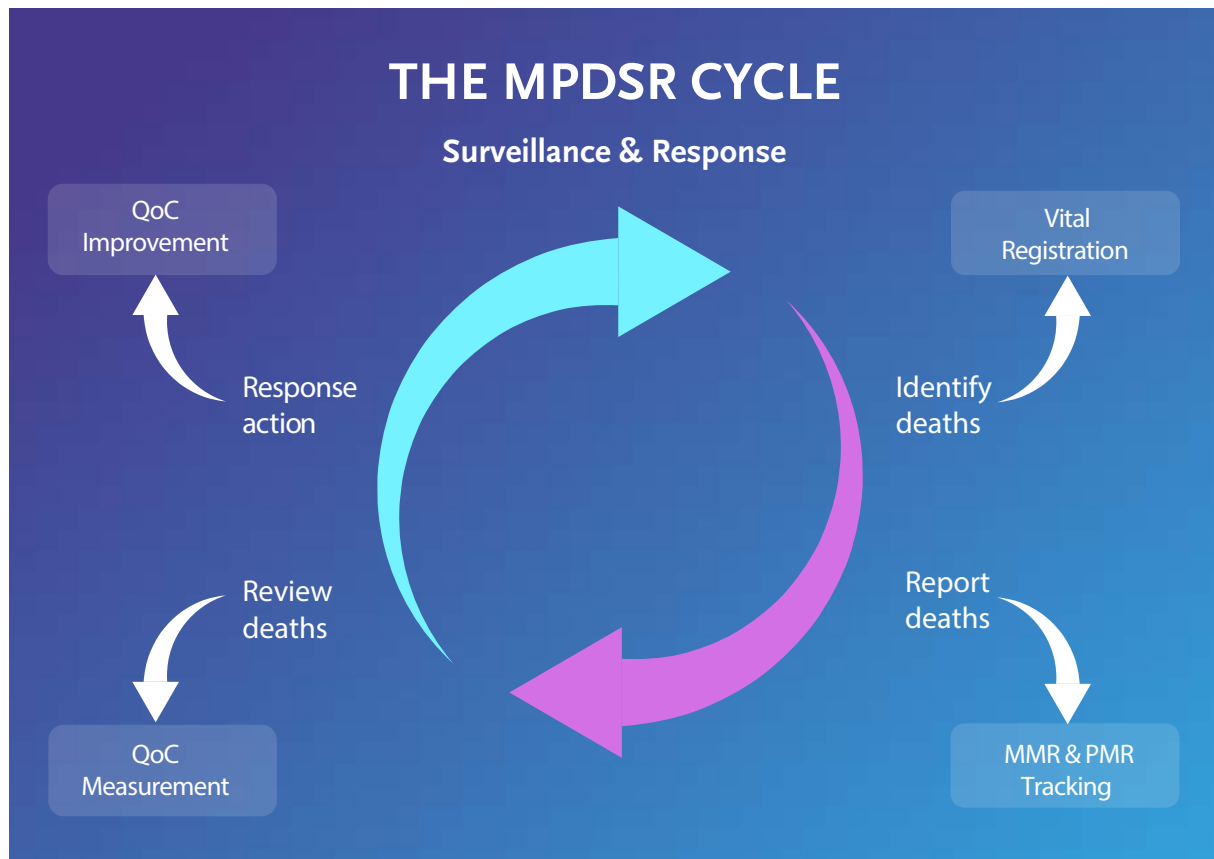 THE MPDSR CYCLE
Surveillance & Response
QoC
Improvement
Vital
Registration
Response
action
Identify
deaths
Review
deaths
Report
deaths
QoC
Measurement
MMR & PMR
Tracking